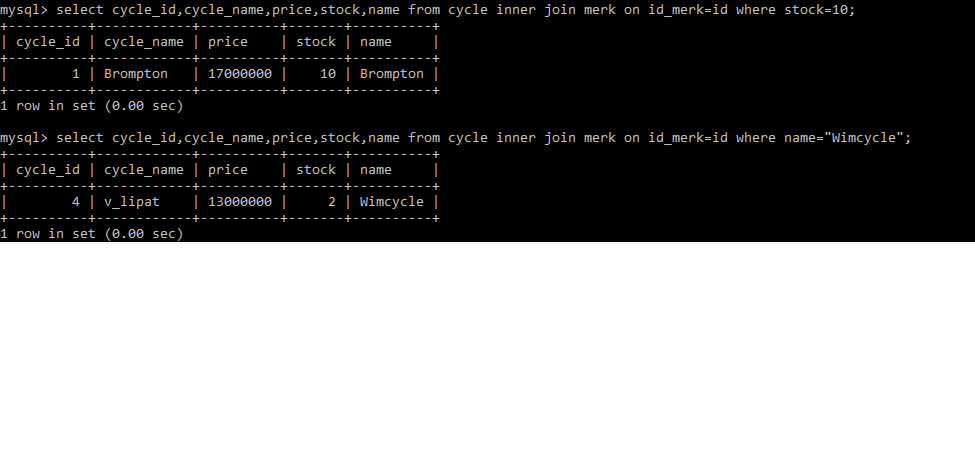 mysql> select cycle_id,cycle_name,price,stock,name from cycle inner join merk on id_merk=id where stock=10;
+----------+------------+----------+-------+----------+
| cycle_id | cycle_name | price    | stock | name     |
+----------+------------+----------+-------+----------+
|        1 | Brompton   | 17000000 |    10 | Brompton |
+----------+------------+----------+-------+----------+
1 row in set (0.00 sec)

mysql> select cycle_id,cycle_name,price,stock,name from cycle inner join merk on id_merk=id where name="Wimcycle";
+----------+------------+----------+-------+----------+
| cycle_id | cycle_name | price    | stock | name     |
+----------+------------+----------+-------+----------+
|        4 | v_lipat    | 13000000 |     2 | Wimcycle |
+----------+------------+----------+-------+----------+
1 row in set (0.00 sec)